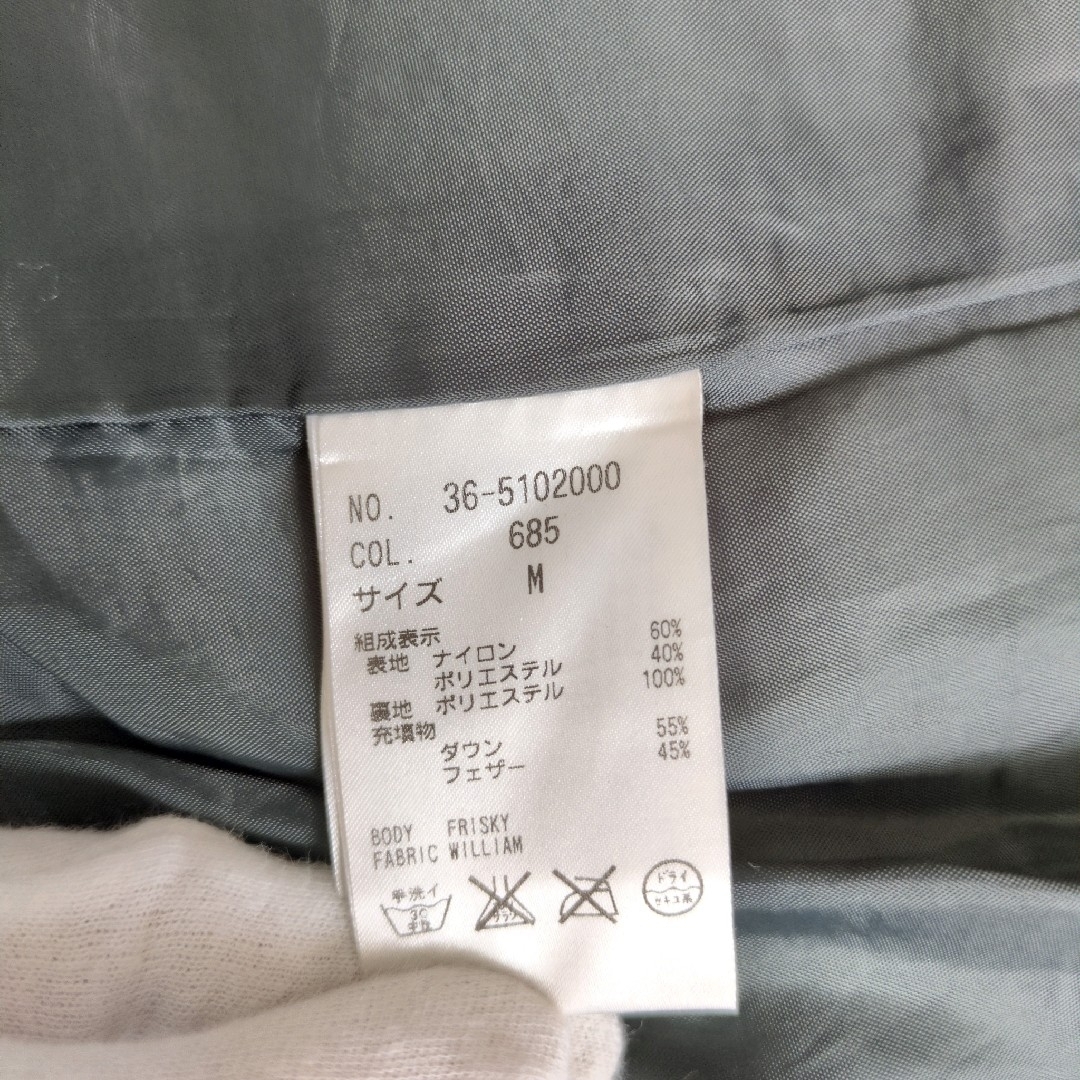 NO. 36-5102000
COL. 685
サイズ M
組成表示
表地 ナイロン 60%
ポリエステル 40%
裏地 ポリエステル 100%
充填物
ダウン 55%
フェザー 45%
BODY FRISKY
FABRIC WILLIAM
手洗イ
30
中性
ドライ
セキユ系